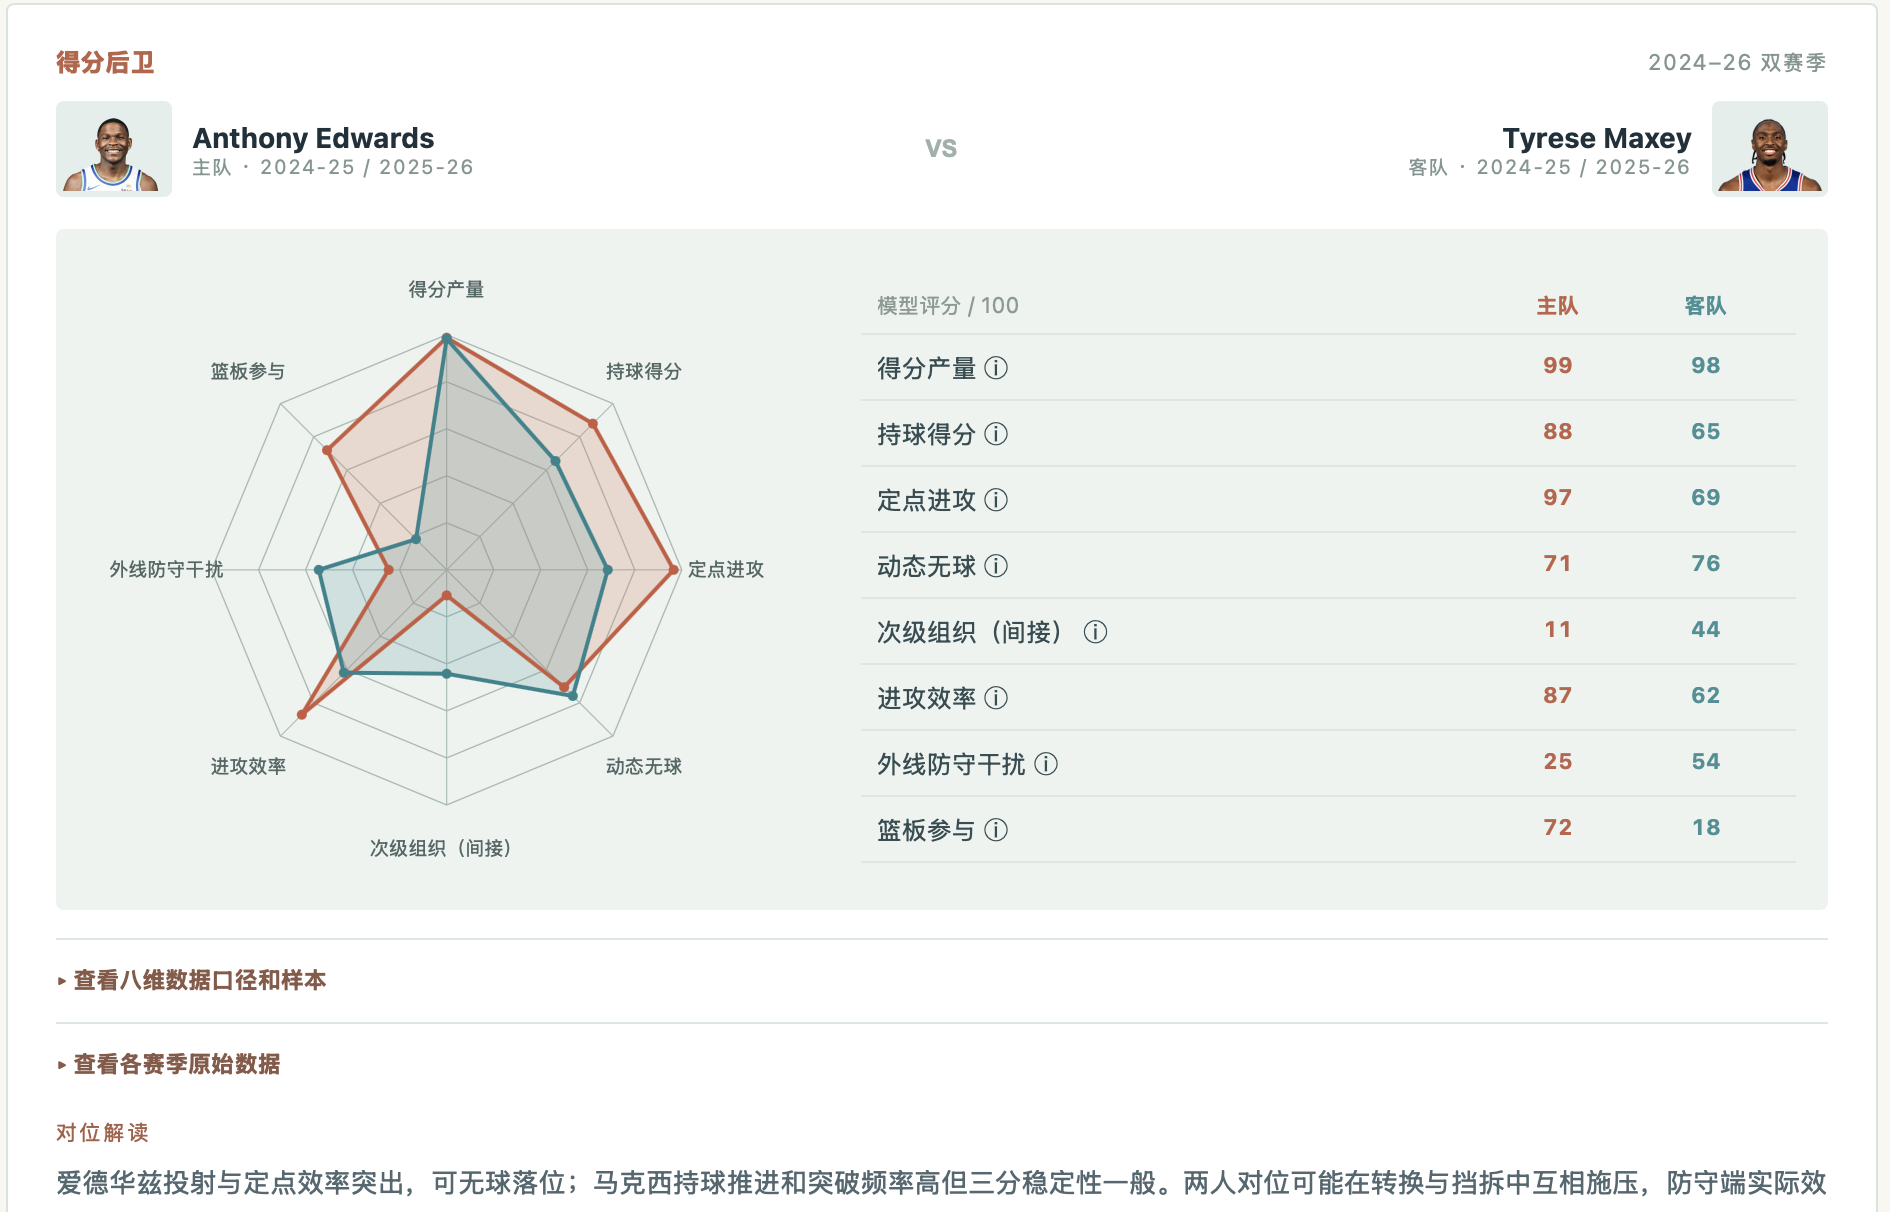 得分后卫
2024–26 双赛季
Anthony Edwards
主队 · 2024-25 / 2025-26
VS
Tyrese Maxey
客队 · 2024-25 / 2025-26
得分产量
篮板参与
持球得分
外线防守干扰
定点进攻
进攻效率
动态无球
次级组织（间接）
模型评分 / 100 主队 客队
得分产量 ⓘ 99 98
持球得分 ⓘ 88 65
定点进攻 ⓘ 97 69
动态无球 ⓘ 71 76
次级组织（间接） ⓘ 11 44
进攻效率 ⓘ 87 62
外线防守干扰 ⓘ 25 54
篮板参与 ⓘ 72 18
▸ 查看八维数据口径和样本
▸ 查看各赛季原始数据
对位解读
爱德华兹投射与定点效率突出，可无球落位；马克西持球推进和突破频率高但三分稳定性一般。两人对位可能在转换与挡拆中互相施压，防守端实际效